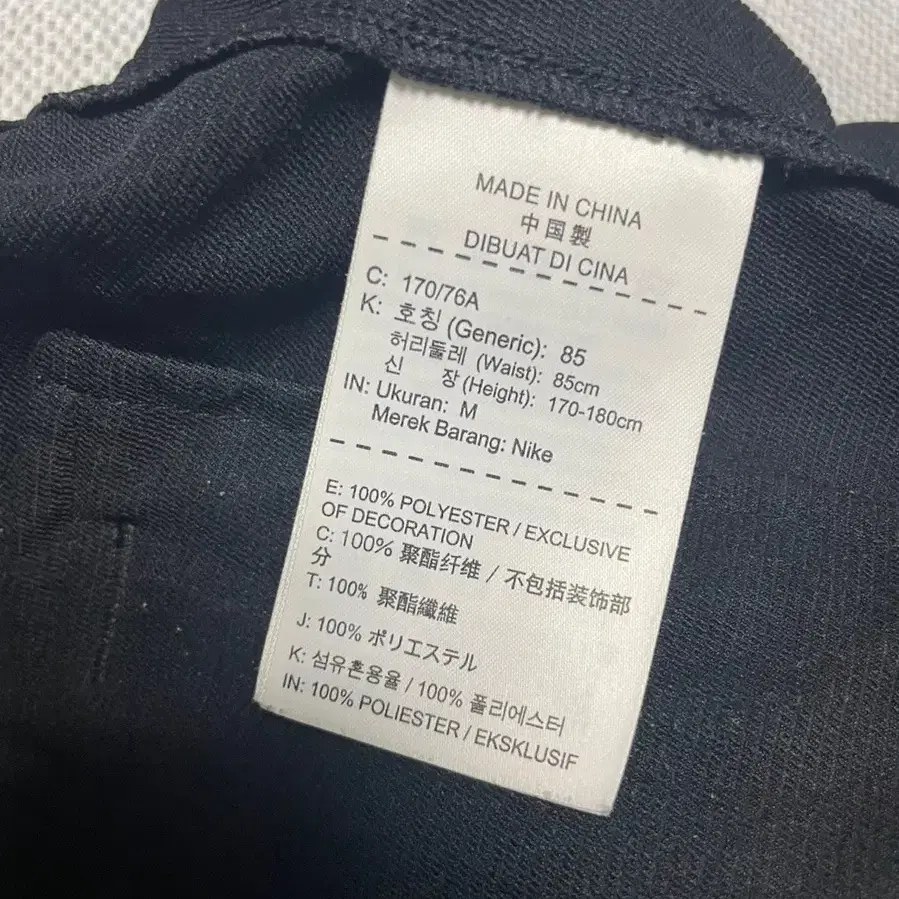 MADE IN CHINA
中国製
DIBUAT DI CINA
C: 170/76A
K: 호칭 (Generic): 85
허리둘레 (Waist): 85cm
신 장 (Height): 170-180cm
IN: Ukuran: M
Merek Barang: Nike
E: 100% POLYESTER / EXCLUSIVE
OF DECORATION
C: 100% 聚酯纤维 / 不包括装饰部
分
T: 100% 聚酯纖維
J: 100% ポリエステル
K: 섬유혼용율 / 100% 폴리에스터
IN: 100% POLIESTER / EKSKLUSIF